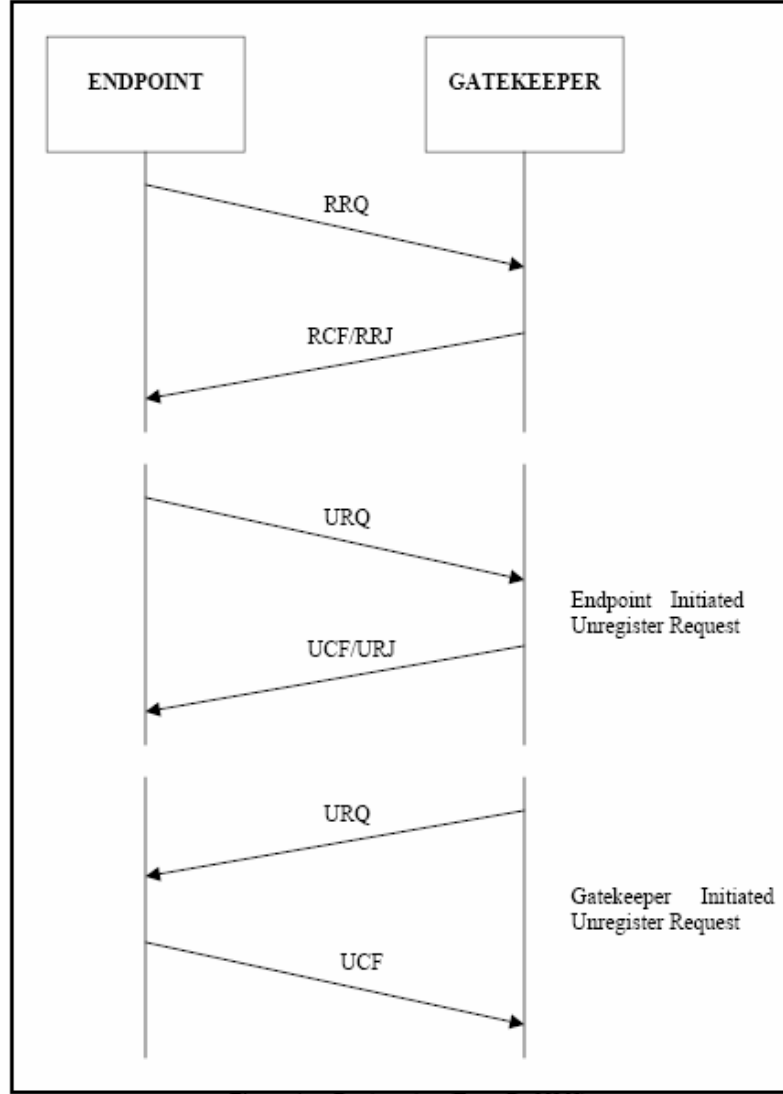 ENDPOINT
GATEKEEPER
RRQ
RCF/RRJ
URQ
Endpoint Initiated
Unregister Request
UCF/URJ
URQ
Gatekeeper Initiated
Unregister Request
UCF